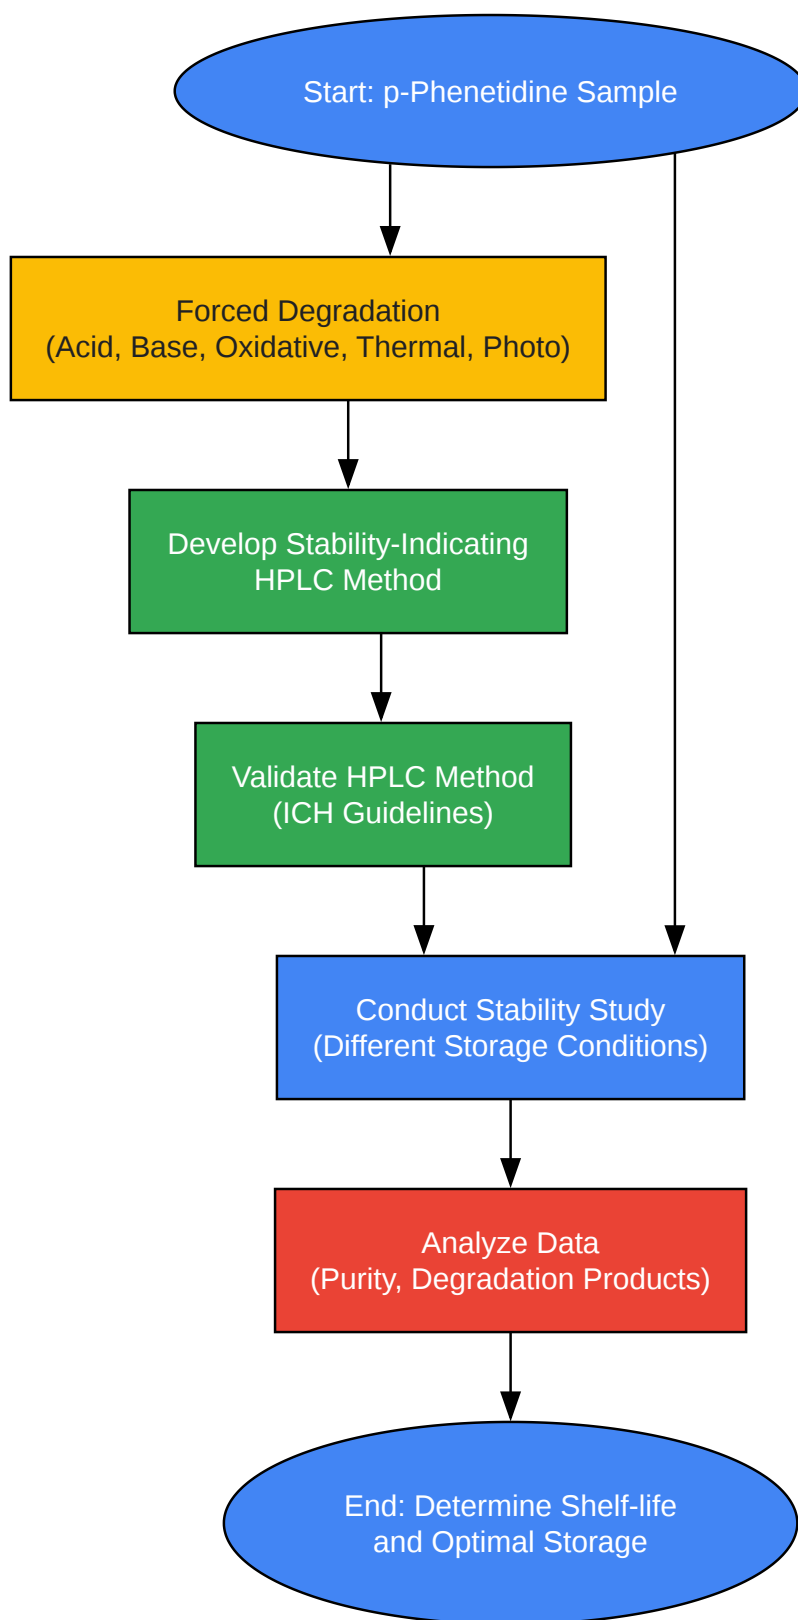 Start: p-Phenetidine Sample
Forced Degradation
(Acid, Base, Oxidative, Thermal, Photo)
Develop Stability-Indicating
HPLC Method
Validate HPLC Method
(ICH Guidelines)
Conduct Stability Study
(Different Storage Conditions)
Analyze Data
(Purity, Degradation Products)
End: Determine Shelf-life
and Optimal Storage